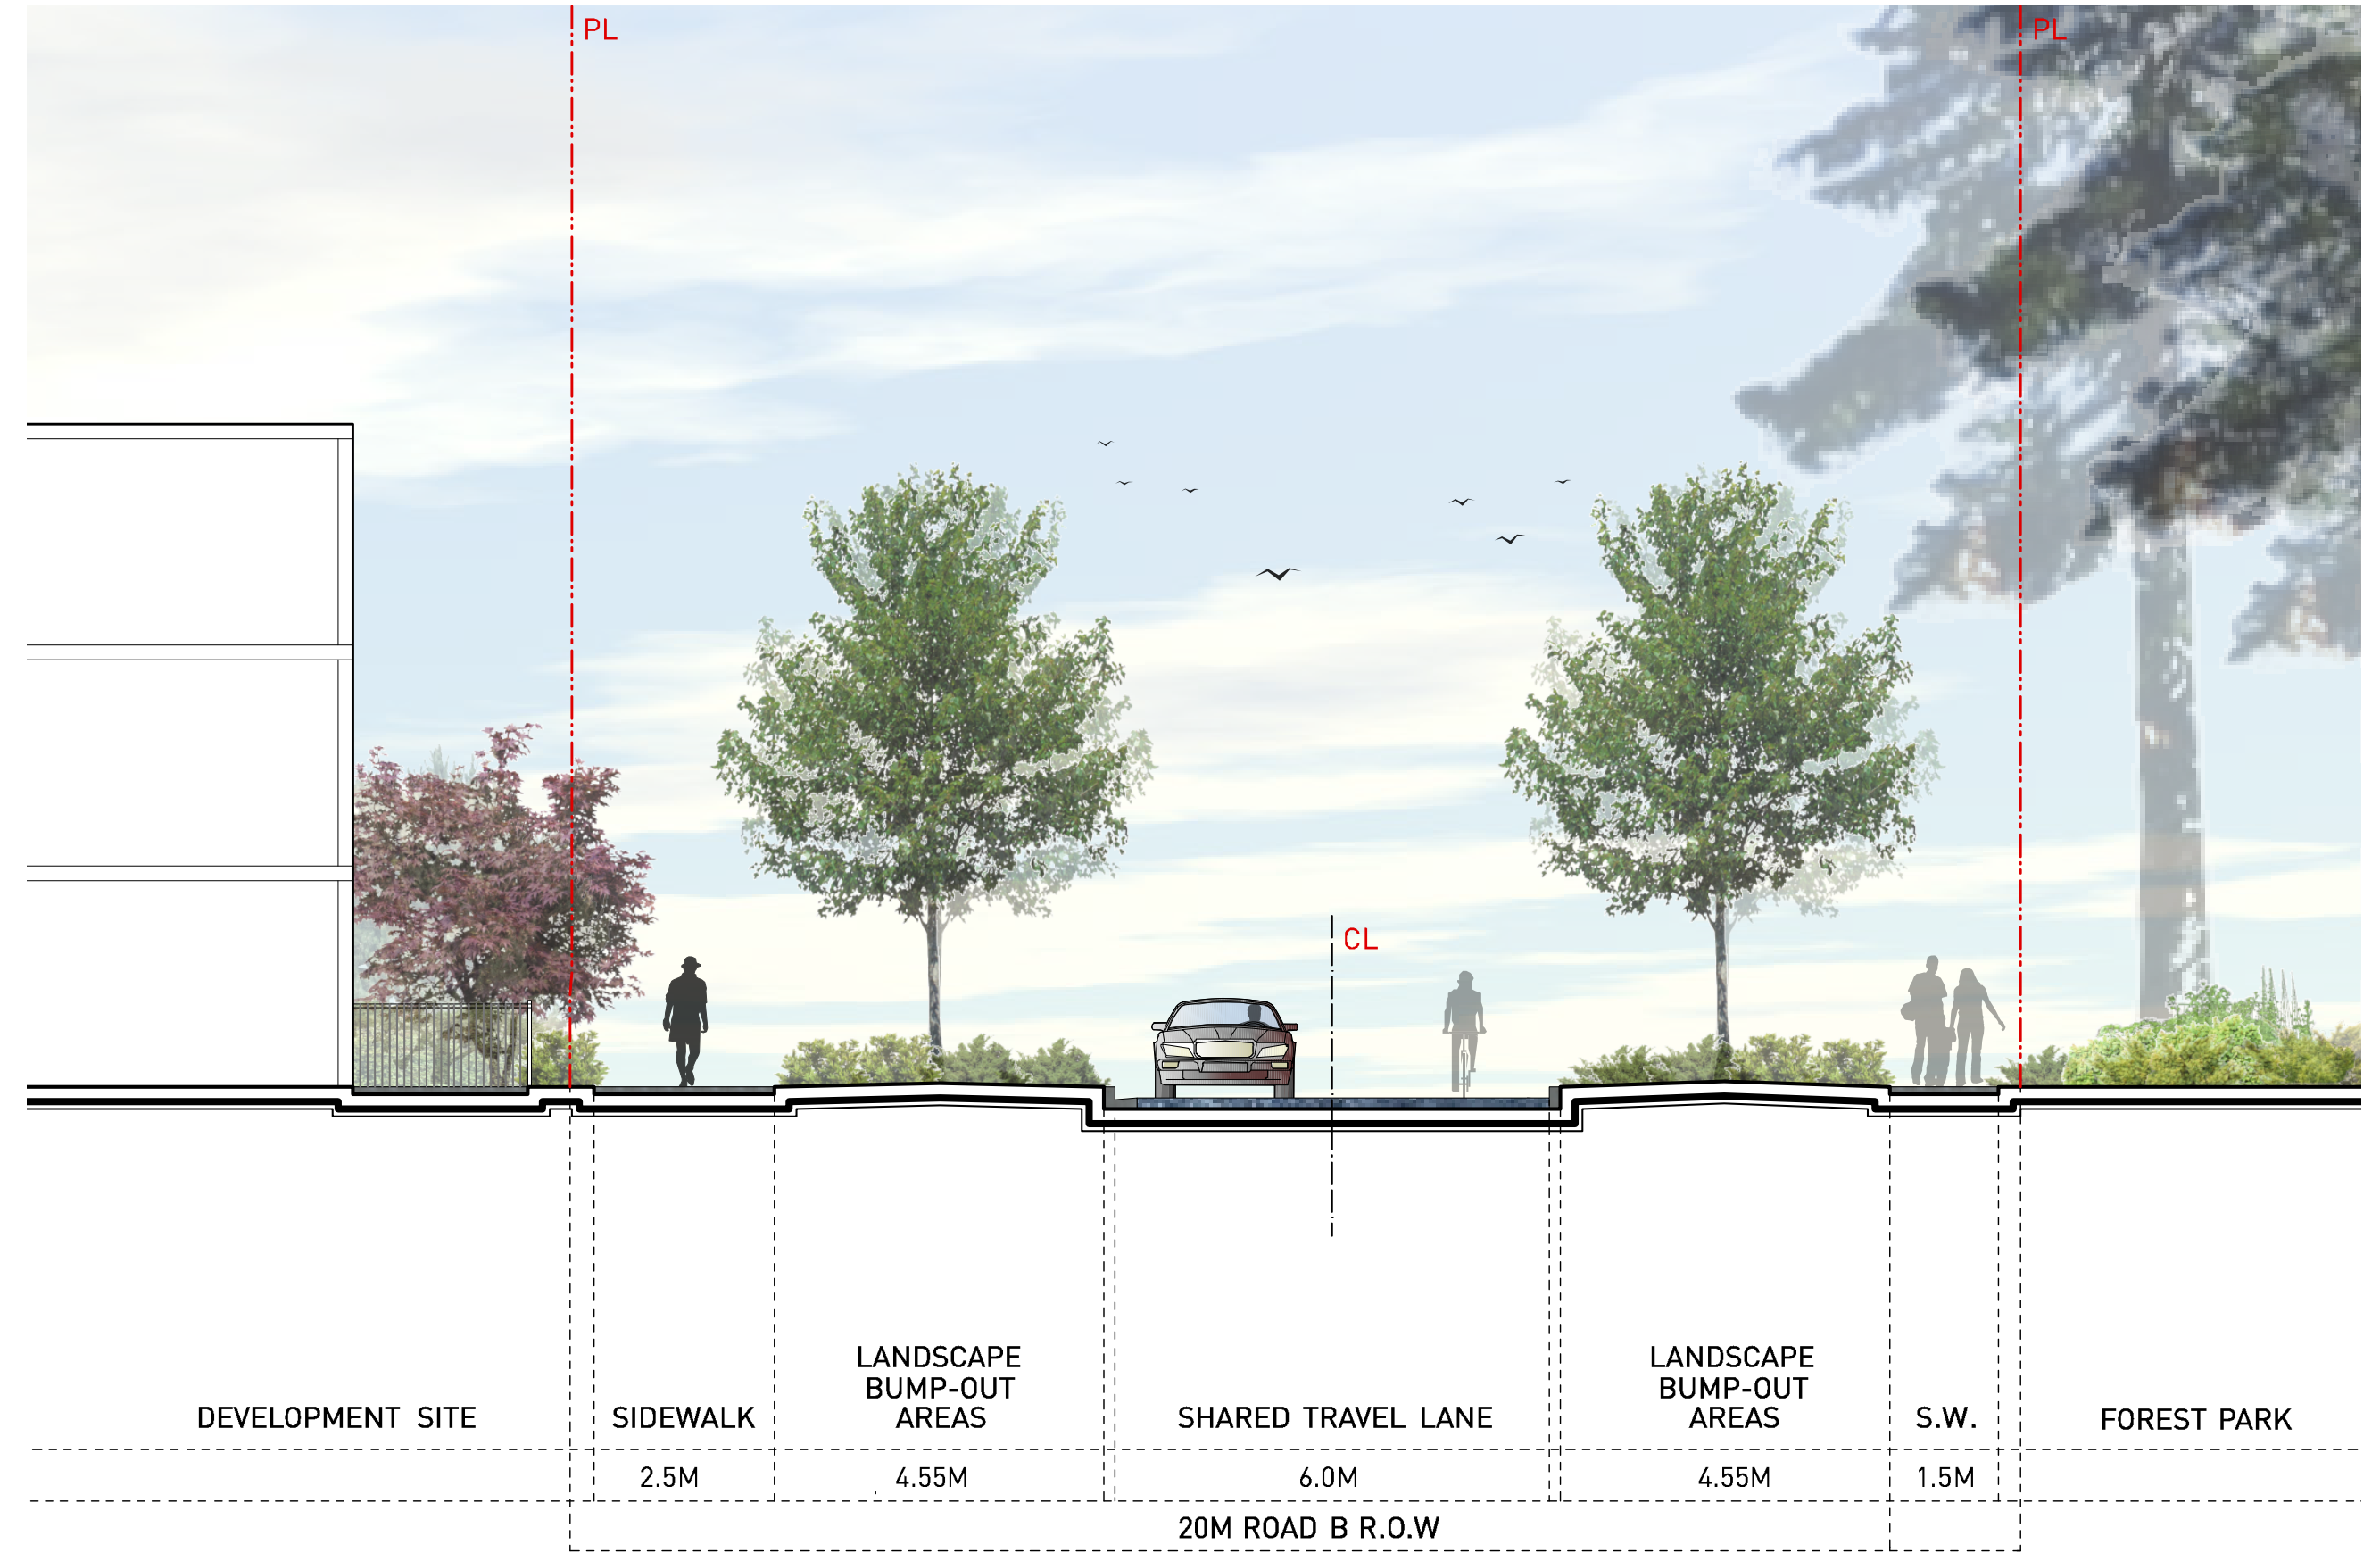 PL
PL
CL
LANDSCAPE
BUMP-OUT
AREAS
LANDSCAPE
BUMP-OUT
AREAS
DEVELOPMENT SITE
SIDEWALK
SHARED TRAVEL LANE
S.W.
FOREST PARK
2.5M
4.55M
6.0M
4.55M
1.5M
20M ROAD B R.O.W